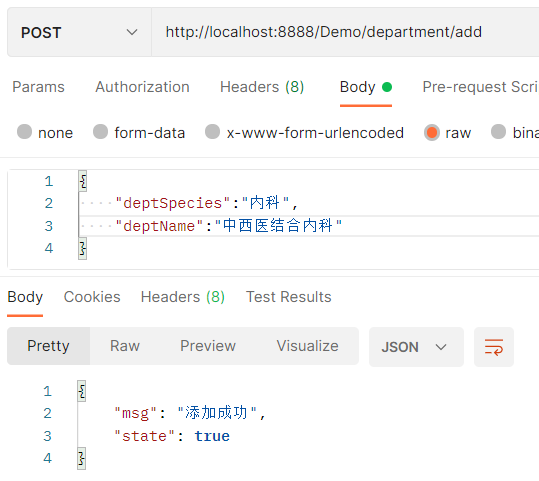 POST http://localhost:8888/Demo/department/add
Params Authorization Headers (8) Body Pre-request Scri
none form-data x-www-form-urlencoded raw bina
1 {
2 "deptSpecies":"内科",
3 "deptName":"中西医结合内科"
4 }
Body Cookies Headers (8) Test Results
Pretty Raw Preview Visualize JSON
1 {
2 "msg": "添加成功",
3 "state": true
4 }